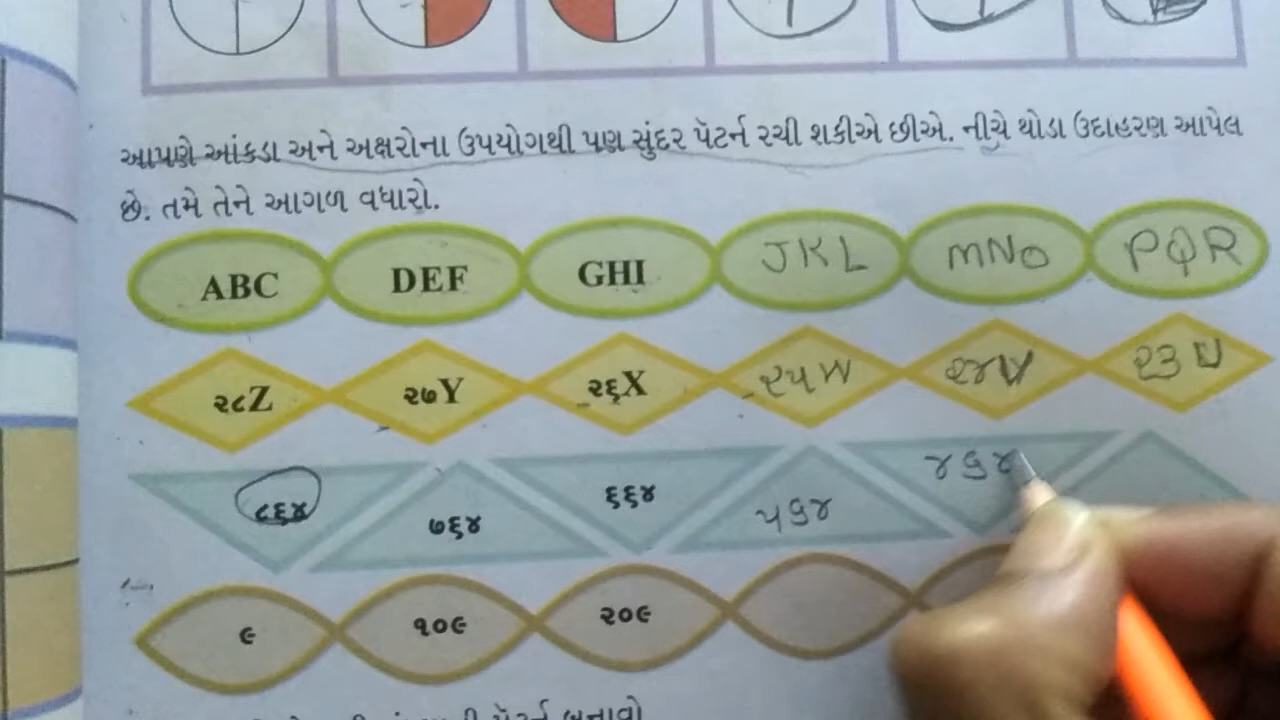 આપણે આંકડા અને અક્ષરોના ઉપયોગથી પણ સુંદર પૅટર્ન રચી શકીએ છીએ. નીચે થોડા ઉદાહરણ આપેલ
છે. તમે તેને આગળ વધારો.
ABC DEF GHI JKL MNO PQR
૨૮Z ૨૭Y ૨૬X ૨૫W ૨૪V ૨૩U
૮૬૪ ૭૬૪ ૬૬૪ ૫૬૪ ૪૬૪
૯ ૧૦૯ ૨૦૯
પૅટર્ન બનાવો